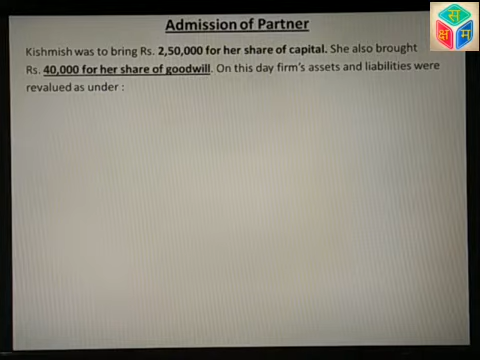 Admission of Partner
स
क्ष म
Kishmish was to bring Rs. 2,50,000 for her share of capital. She also brought
Rs. 40,000 for her share of goodwill. On this day firm's assets and liabilities were
revalued as under :